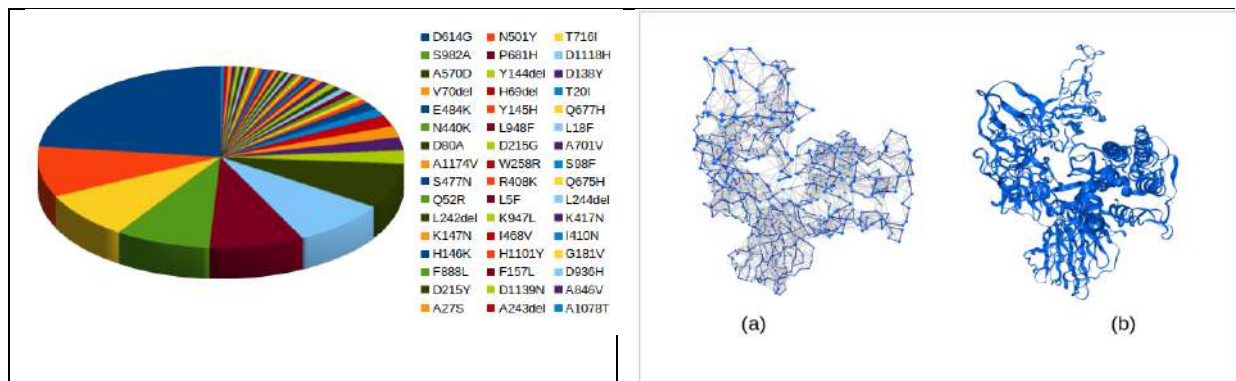 D614G N501Y T716I
S982A P681H D1118H
A570D Y144del D138Y
V70del H69del T20I
E484K Y145H Q677H
N440K L948F L18F
D80A D215G A701V
A1174V W258R S98F
S477N R408K Q675H
Q52R L5F L244del
L242del K947L K417N
K147N I468V I410N
H146K H1101Y G181V
F888L F157L D936H
D215Y D1139N A846V
A27S A243del A1078T
(a) (b)